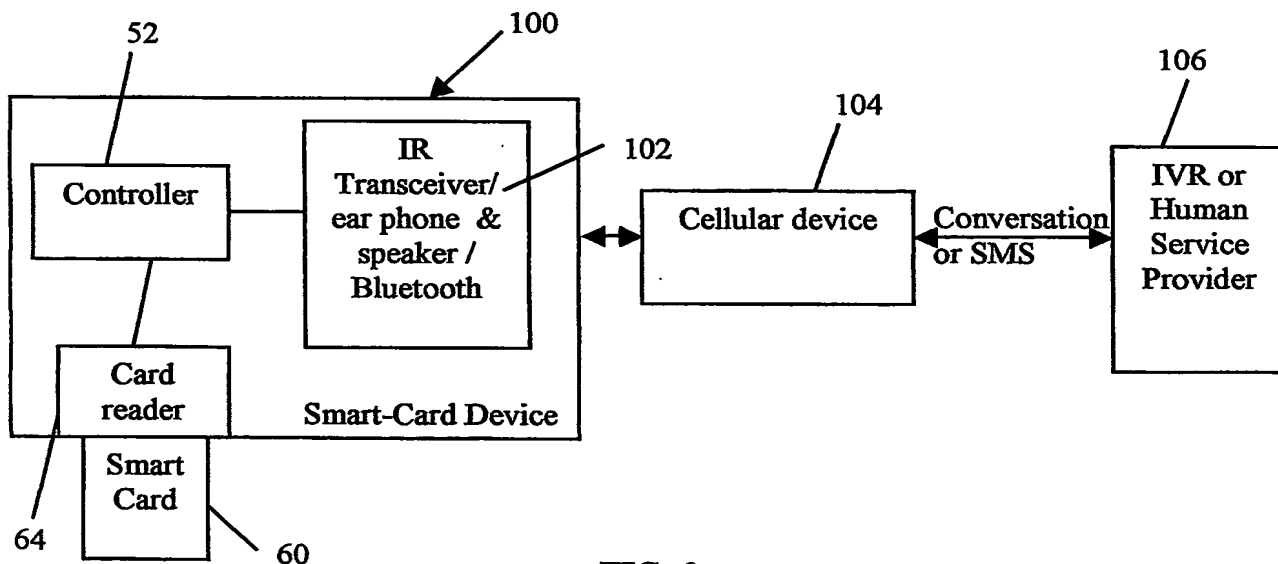 52
100
106
104
IR
Transceiver/
ear phone &
speaker /
Bluetooth
102
Controller
Cellular device
Conversation
or SMS
IVR or
Human
Service
Provider
Card
reader
Smart-Card Device
Smart
Card
64
60